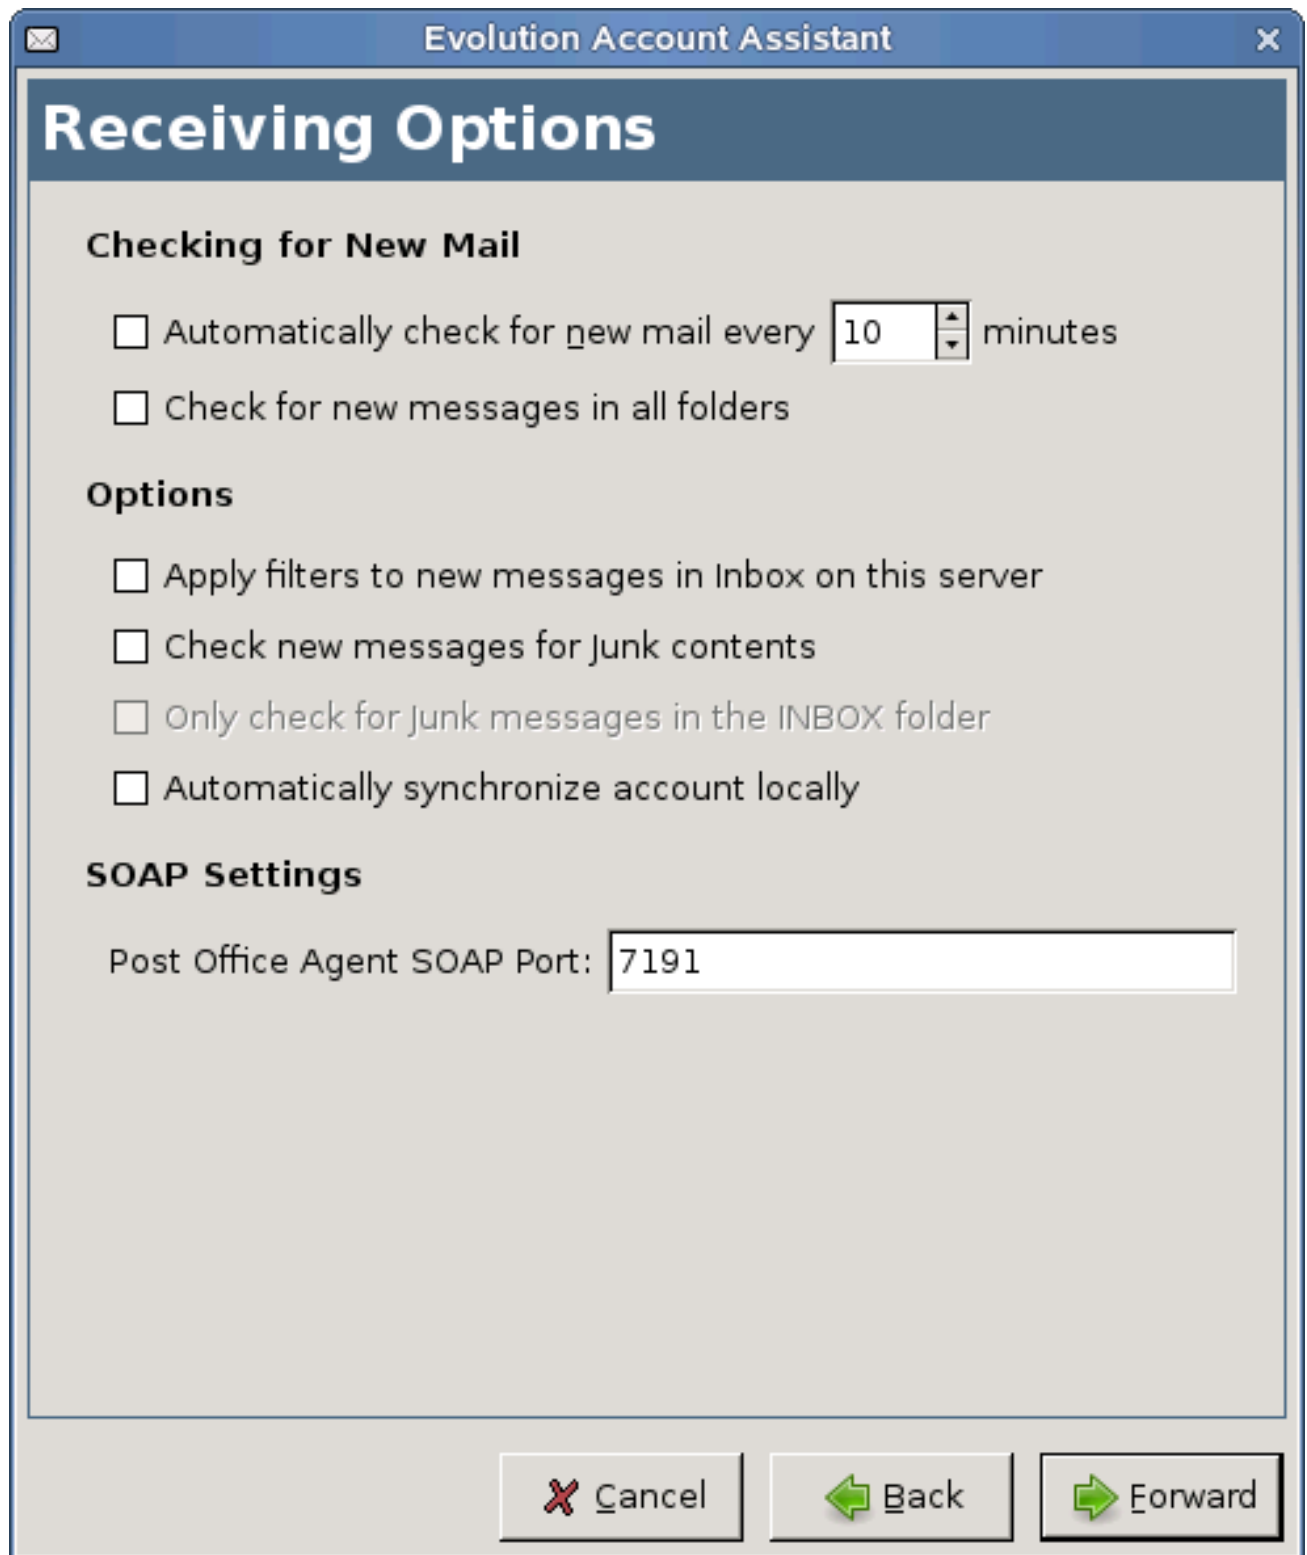 Evolution Account Assistant
Receiving Options
Checking for New Mail
Automatically check for new mail every 10 minutes
Check for new messages in all folders
Options
Apply filters to new messages in Inbox on this server
Check new messages for Junk contents
Only check for Junk messages in the INBOX folder
Automatically synchronize account locally
SOAP Settings
Post Office Agent SOAP Port: 7191
Cancel Back Forward